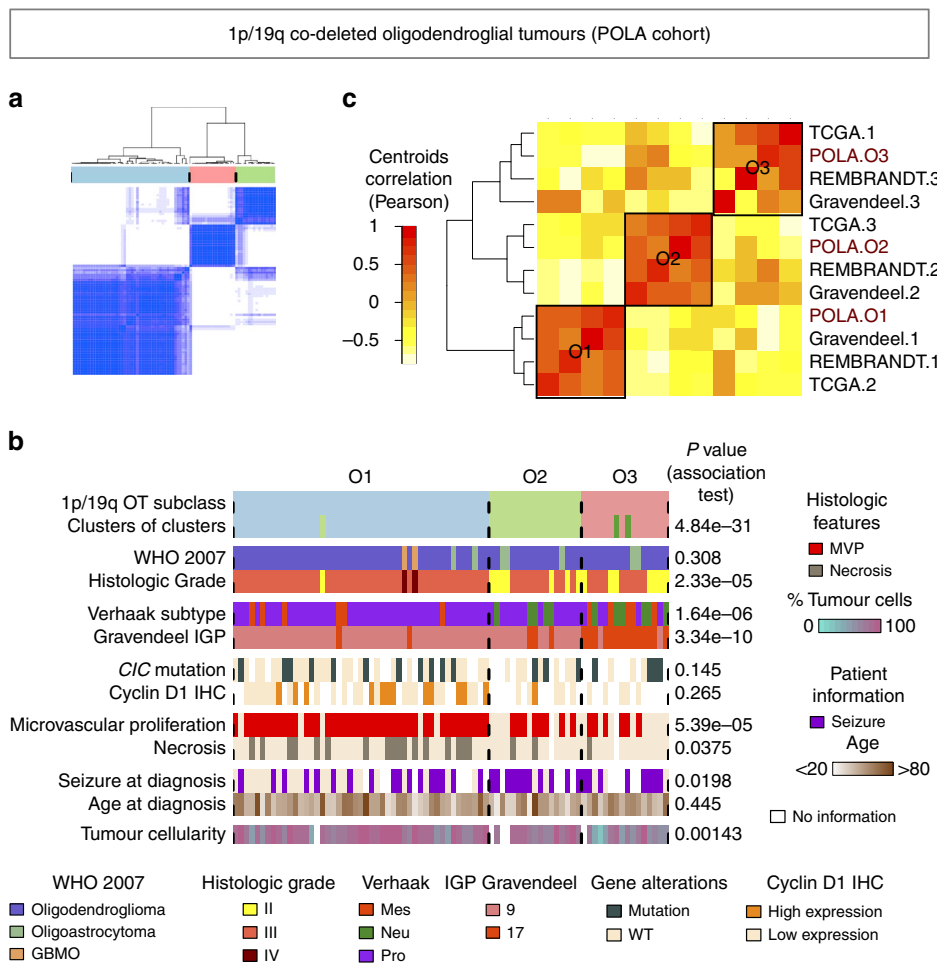 1p/19q co-deleted oligodendroglial tumours (POLA cohort)
a
c
Centroids
correlation
(Pearson)
1
0.5
0
−0.5
O3
O2
O1
TCGA.1
POLA.O3
REMBRANDT.3
Gravendeel.3
TCGA.3
POLA.O2
REMBRANDT.2
Gravendeel.2
POLA.O1
Gravendeel.1
REMBRANDT.1
TCGA.2
b
O1 O2 O3
P value
(association
test)
1p/19q OT subclass
Clusters of clusters 4.84e−31
WHO 2007 0.308
Histologic Grade 2.33e−05
Verhaak subtype 1.64e−06
Gravendeel IGP 3.34e−10
CIC mutation 0.145
Cyclin D1 IHC 0.265
Microvascular proliferation 5.39e−05
Necrosis 0.0375
Seizure at diagnosis 0.0198
Age at diagnosis 0.445
Tumour cellularity 0.00143
Histologic
features
MVP
Necrosis
% Tumour cells
0 100
Patient
information
Seizure
Age
<20 >80
No information
WHO 2007
Oligodendroglioma
Oligoastrocytoma
GBMO
Histologic grade
II
III
IV
Verhaak
Mes
Neu
Pro
IGP Gravendeel
9
17
Gene alterations
Mutation
WT
Cyclin D1 IHC
High expression
Low expression